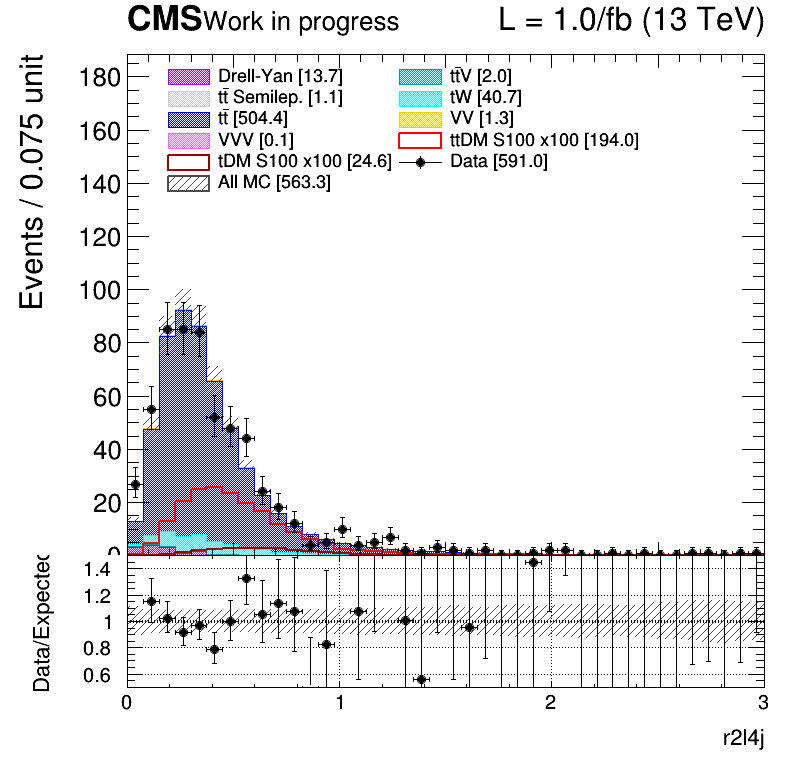 CMS Work in progress L = 1.0/fb (13 TeV)
Events / 0.075 unit
180
160
140
120
100
80
60
40
20
0
Drell-Yan [13.7]
tt̄V [2.0]
tt̄ Semilep. [1.1]
tW [40.7]
tt̄ [504.4]
VV [1.3]
VVV [0.1]
ttDM S100 x100 [194.0]
tDM S100 x100 [24.6]
Data [591.0]
All MC [563.3]
Data/Expected
1.4
1.2
1
0.8
0.6
0 1 2 3
r2l4j